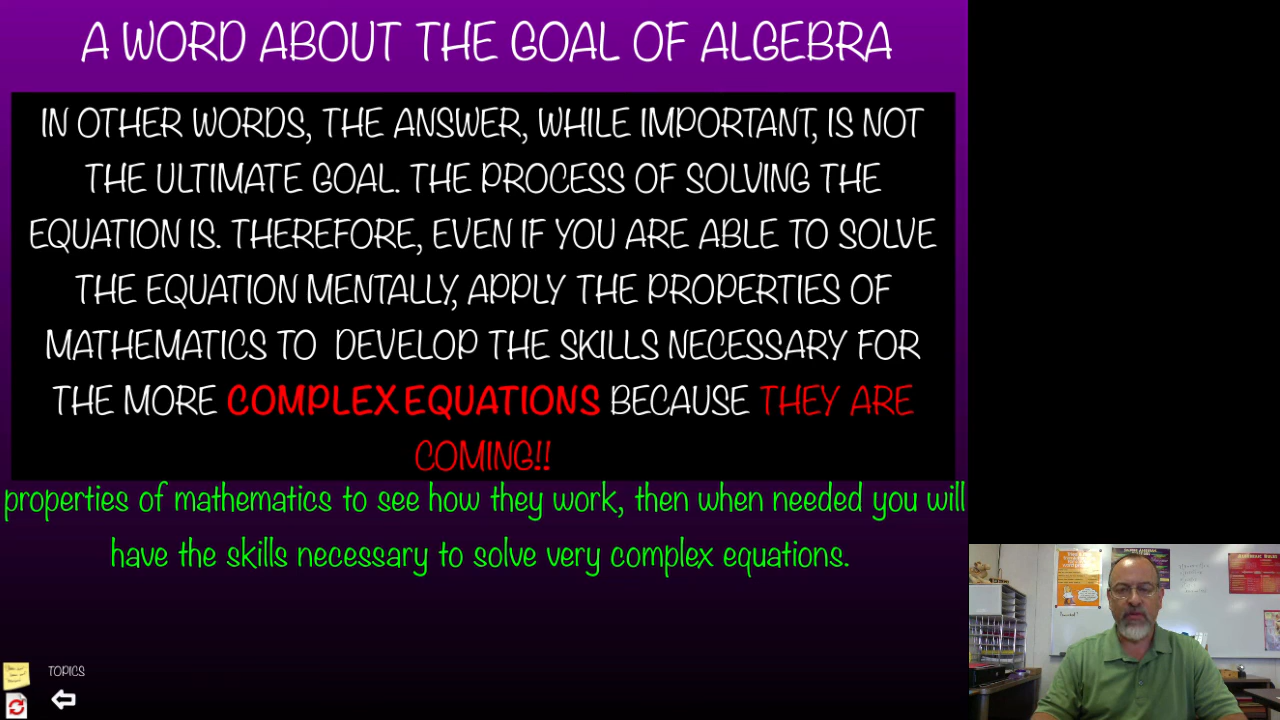 A WORD ABOUT THE GOAL OF ALGEBRA
IN OTHER WORDS, THE ANSWER, WHILE IMPORTANT, IS NOT
THE ULTIMATE GOAL. THE PROCESS OF SOLVING THE
EQUATION IS. THEREFORE, EVEN IF YOU ARE ABLE TO SOLVE
THE EQUATION MENTALLY, APPLY THE PROPERTIES OF
MATHEMATICS TO DEVELOP THE SKILLS NECESSARY FOR
THE MORE COMPLEX EQUATIONS BECAUSE THEY ARE
COMING!!
properties of mathematics to see how they work, then when needed you will
have the skills necessary to solve very complex equations.
TOPICS